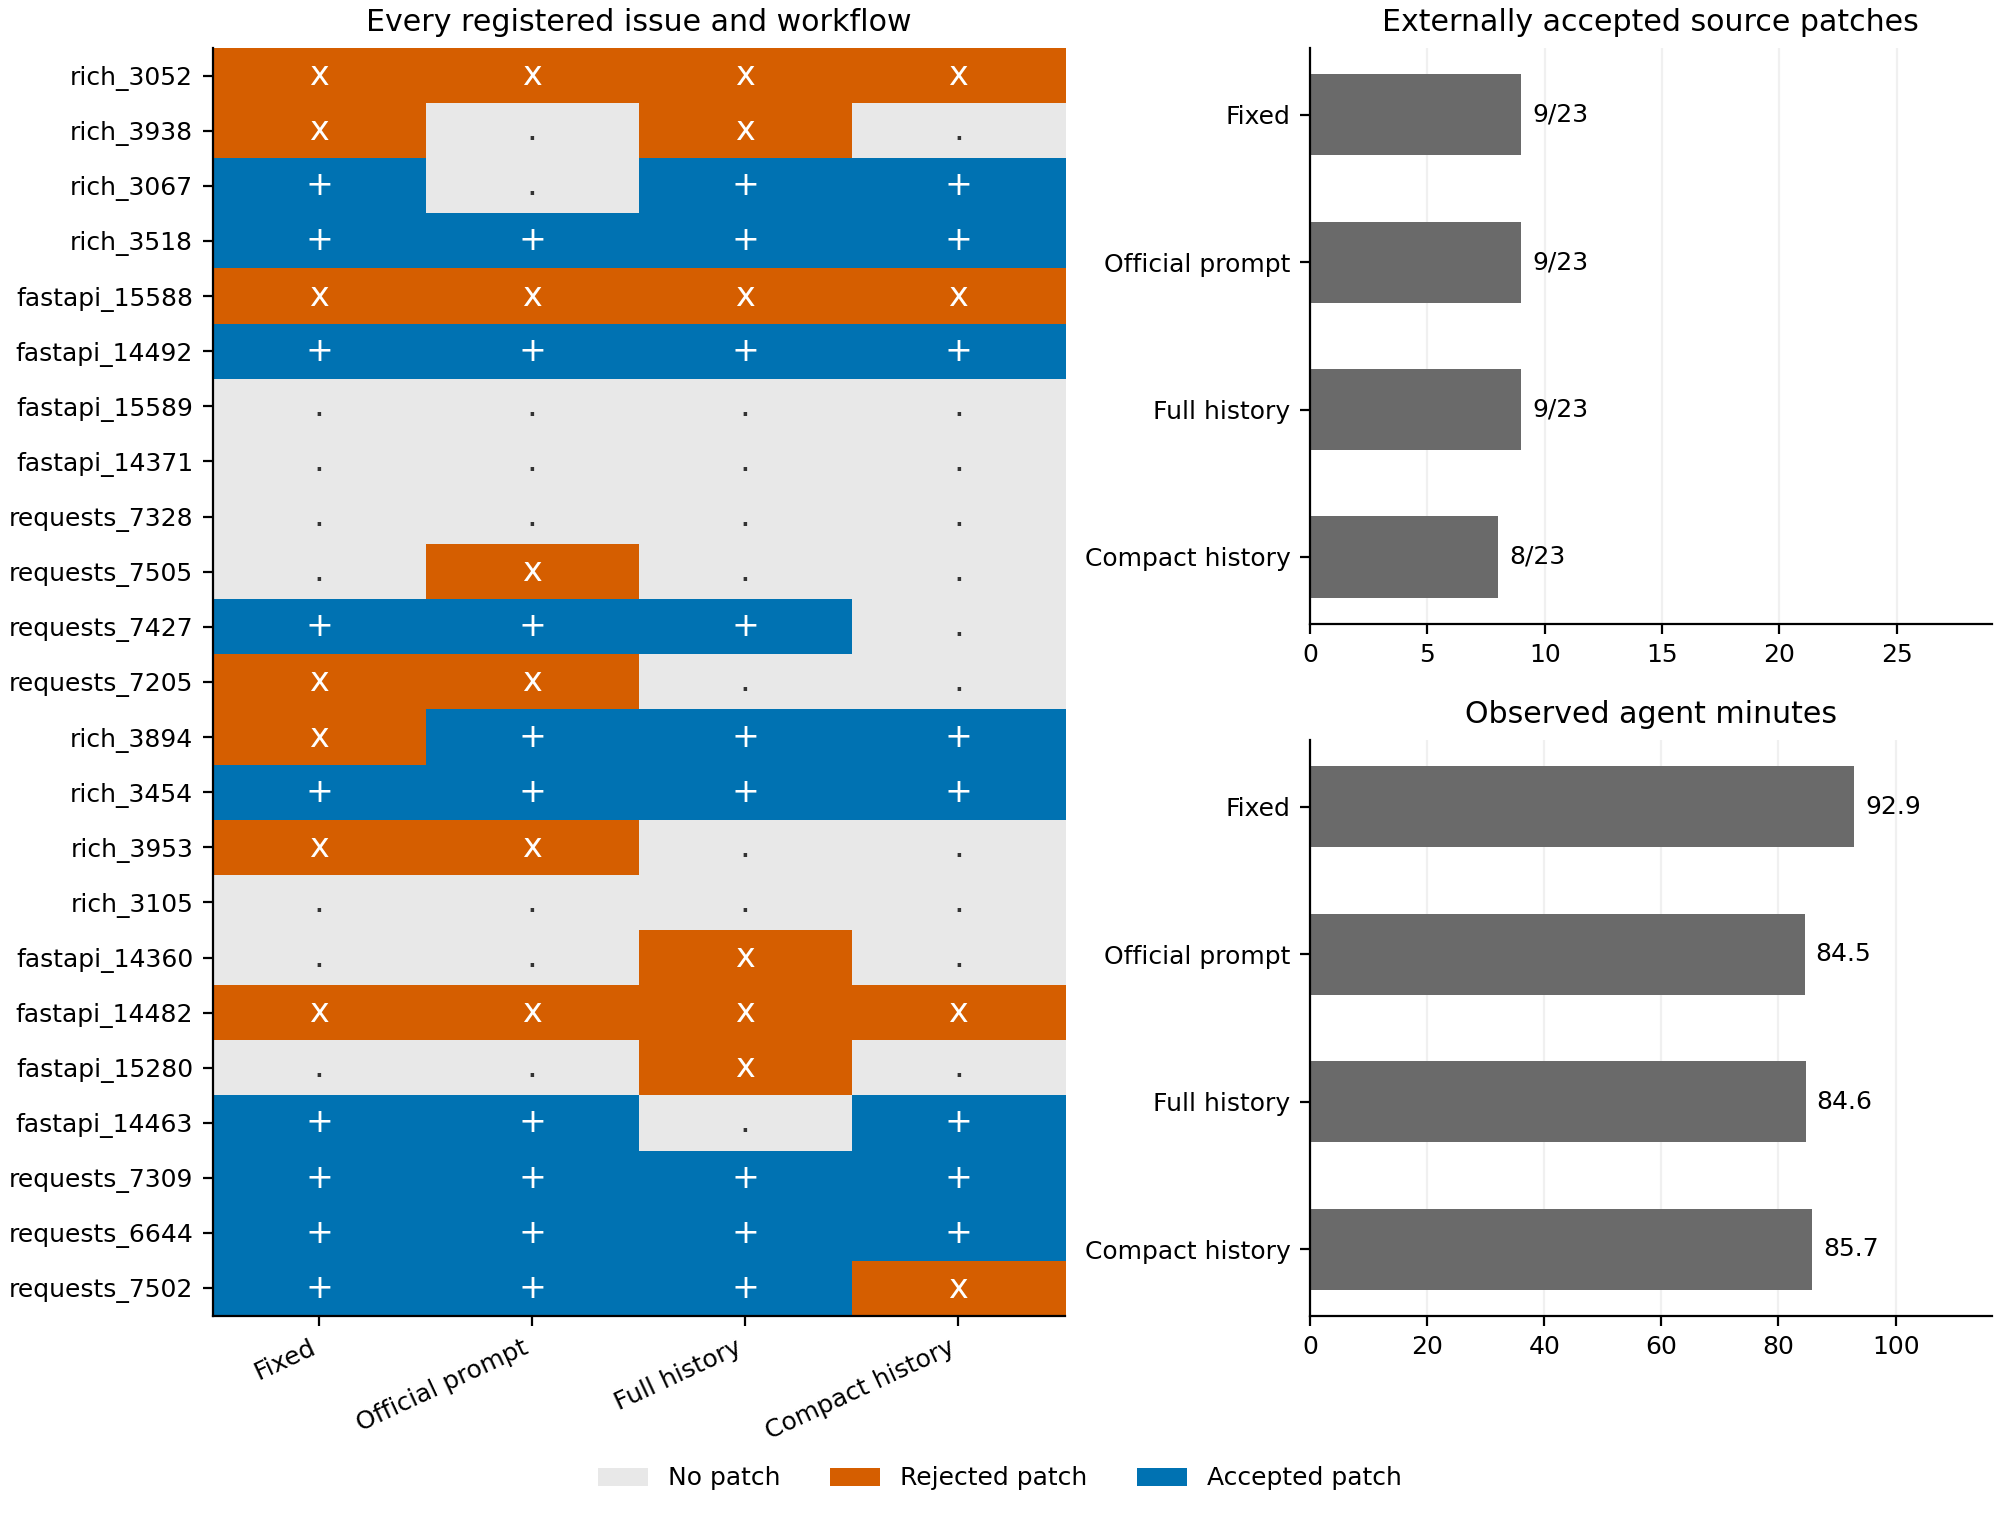 Every registered issue and workflow
rich_3052 x x x x
rich_3938 x . x .
rich_3067 + . + +
rich_3518 + + + +
fastapi_15588 x x x x
fastapi_14492 + + + +
fastapi_15589 . . . .
fastapi_14371 . . . .
requests_7328 . . . .
requests_7505 . x . .
requests_7427 + + + .
requests_7205 x x . .
rich_3894 x + + +
rich_3454 + + + +
rich_3953 x x . .
rich_3105 . . . .
fastapi_14360 . . x .
fastapi_14482 x x x x
fastapi_15280 . . x .
fastapi_14463 + + . +
requests_7309 + + + +
requests_6644 + + + +
requests_7502 + + + x
Fixed
Official prompt
Full history
Compact history
Externally accepted source patches
Fixed 9/23
Official prompt 9/23
Full history 9/23
Compact history 8/23
0 5 10 15 20 25
Observed agent minutes
Fixed 92.9
Official prompt 84.5
Full history 84.6
Compact history 85.7
0 20 40 60 80 100
No patch
Rejected patch
Accepted patch